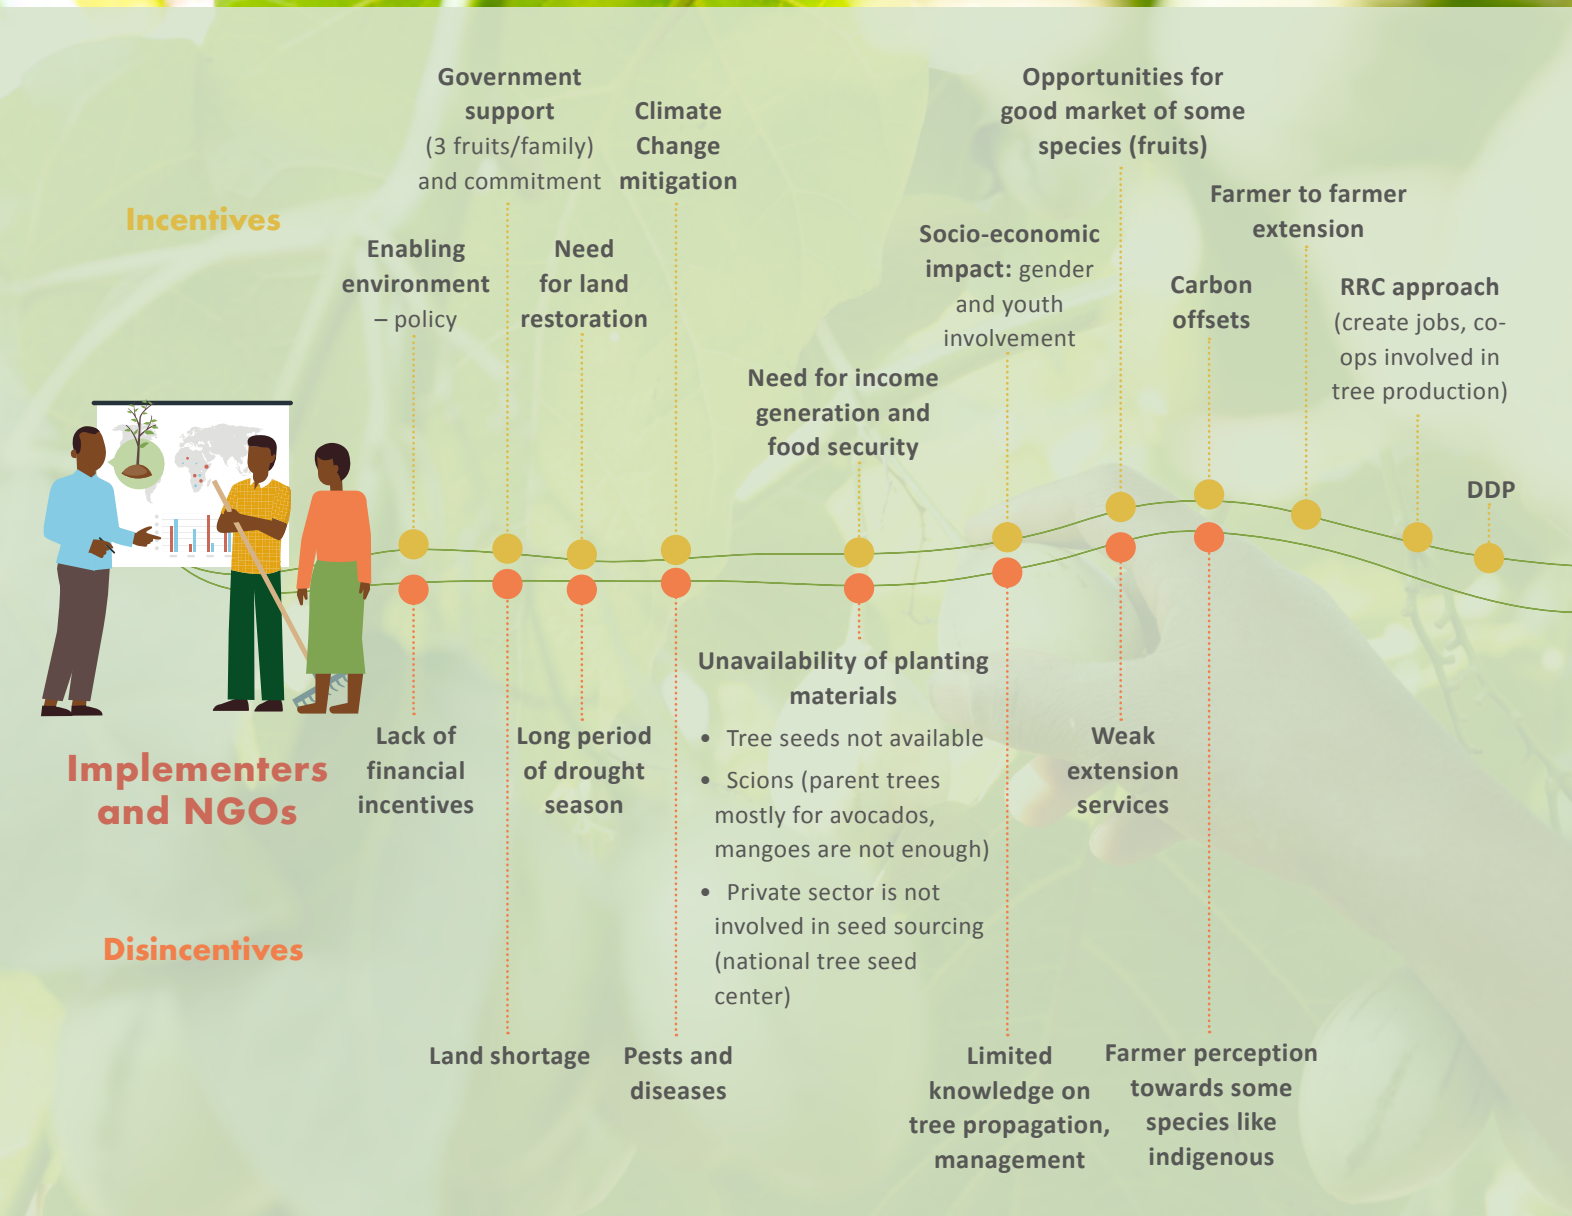 Incentives
Enabling
environment
– policy
Government
support
(3 fruits/family)
and commitment
Need
for land
restoration
Climate
Change
mitigation
Need for income
generation and
food security
Socio-economic
impact: gender
and youth
involvement
Opportunities for
good market of some
species (fruits)
Carbon
offsets
Farmer to farmer
extension
RRC approach
(create jobs, co-
ops involved in
tree production)
DDP
Implementers
and NGOs
Disincentives
Lack of
financial
incentives
Land shortage
Long period
of drought
season
Pests and
diseases
Unavailability of planting
materials
• Tree seeds not available
• Scions (parent trees
mostly for avocados,
mangoes are not enough)
• Private sector is not
involved in seed sourcing
(national tree seed
center)
Limited
knowledge on
tree propagation,
management
Weak
extension
services
Farmer perception
towards some
species like
indigenous